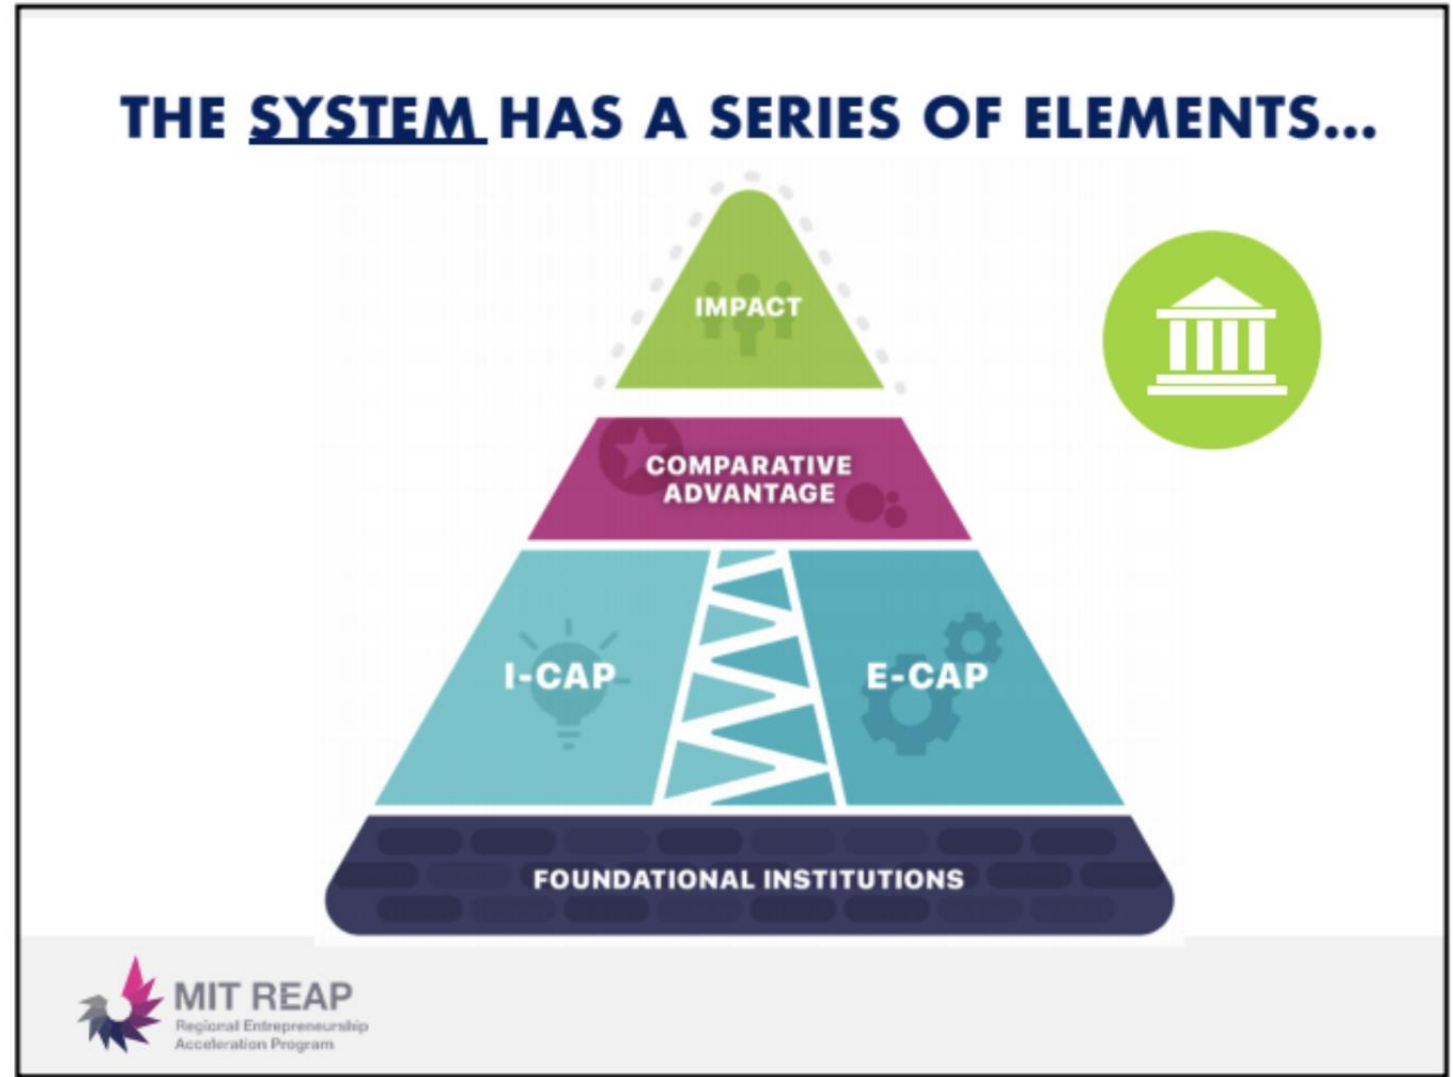 THE SYSTEM HAS A SERIES OF ELEMENTS...
IMPACT
COMPARATIVE
ADVANTAGE
I-CAP
E-CAP
FOUNDATIONAL INSTITUTIONS
MIT REAP
Regional Entrepreneurship
Acceleration Program